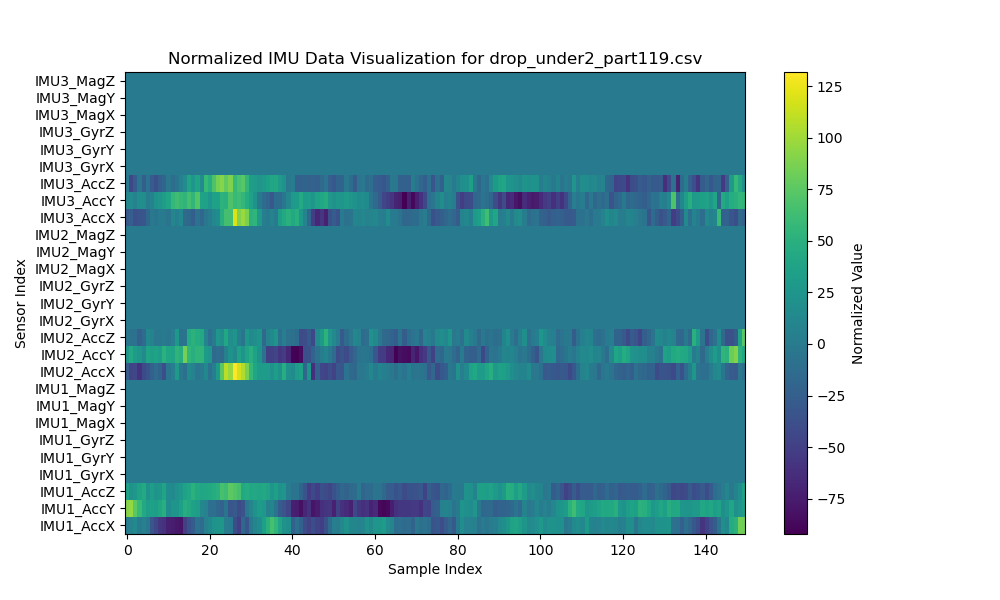 Normalized IMU Data Visualization for drop_under2_part119.csv
IMU3_MagZ
IMU3_MagY
IMU3_MagX
IMU3_GyrZ
IMU3_GyrY
IMU3_GyrX
IMU3_AccZ
IMU3_AccY
IMU3_AccX
IMU2_MagZ
IMU2_MagY
IMU2_MagX
IMU2_GyrZ
IMU2_GyrY
IMU2_GyrX
IMU2_AccZ
IMU2_AccY
IMU2_AccX
IMU1_MagZ
IMU1_MagY
IMU1_MagX
IMU1_GyrZ
IMU1_GyrY
IMU1_GyrX
IMU1_AccZ
IMU1_AccY
IMU1_AccX
Sensor Index
0 20 40 60 80 100 120 140
Sample Index
125
100
75
50
25
0
−25
−50
−75
Normalized Value